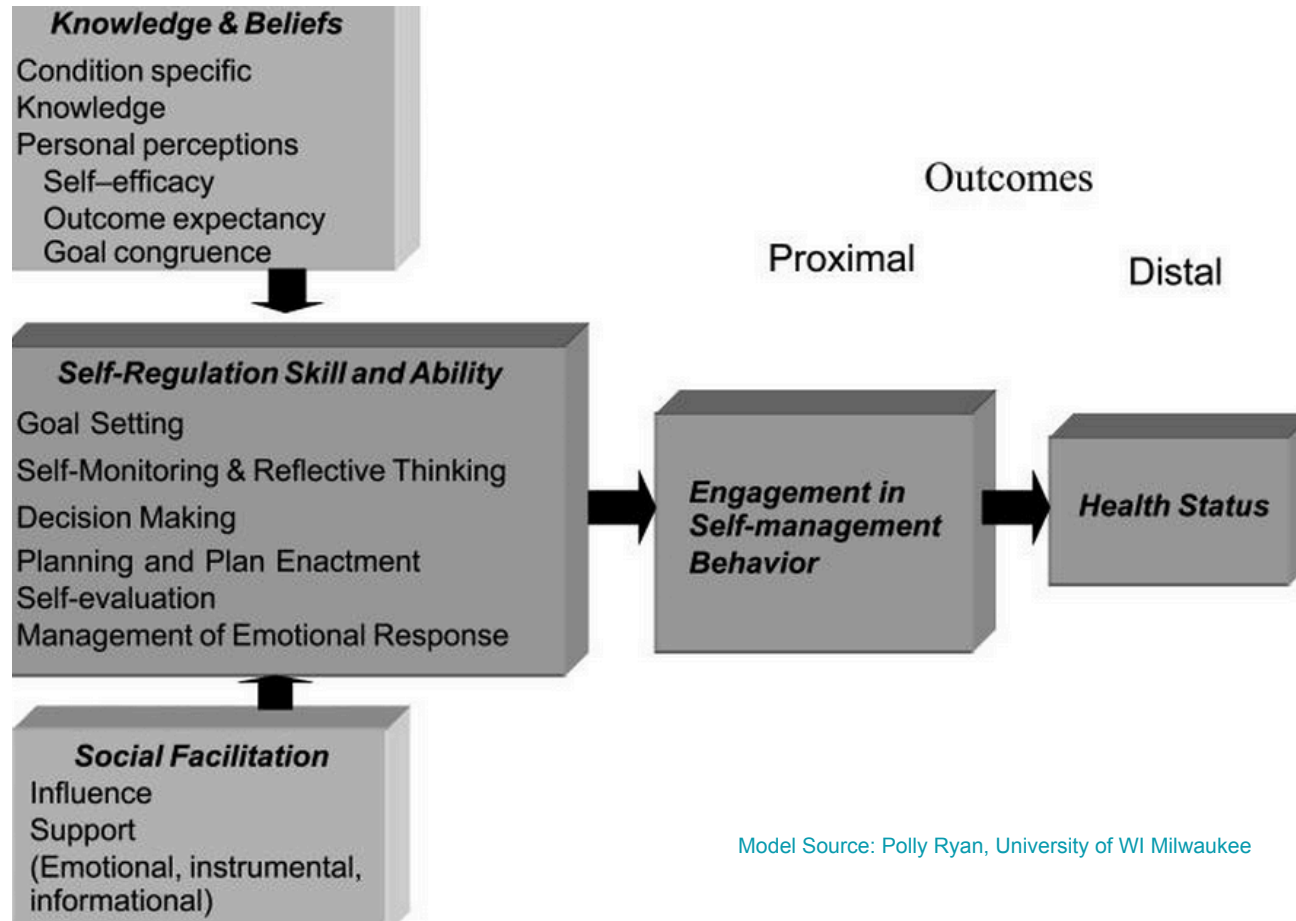 Knowledge & Beliefs
Condition specific
Knowledge
Personal perceptions
Self–efficacy
Outcome expectancy
Goal congruence
Outcomes
Proximal
Distal
Self-Regulation Skill and Ability
Goal Setting
Self-Monitoring & Reflective Thinking
Decision Making
Planning and Plan Enactment
Self-evaluation
Management of Emotional Response
Engagement in
Self-management
Behavior
Health Status
Social Facilitation
Influence
Support
(Emotional, instrumental,
informational)
Model Source: Polly Ryan, University of WI Milwaukee